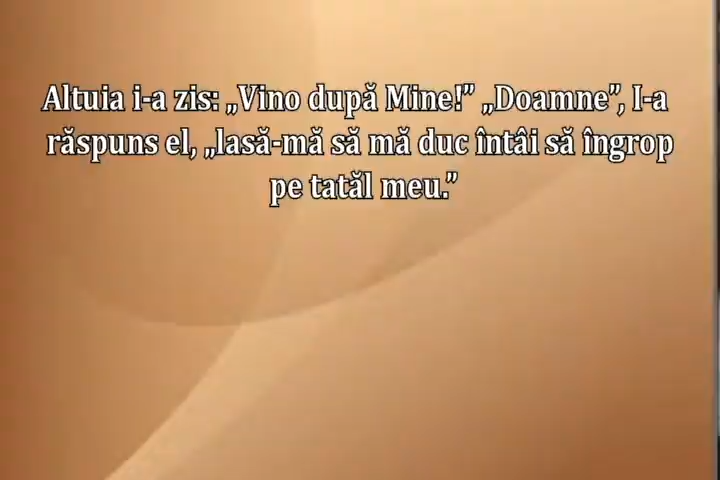 Altuia i-a zis: „Vino după Mine!” „Doamne”, I-a
răspuns el, „lasă-mă să mă duc întâi să îngrop
pe tatăl meu.”